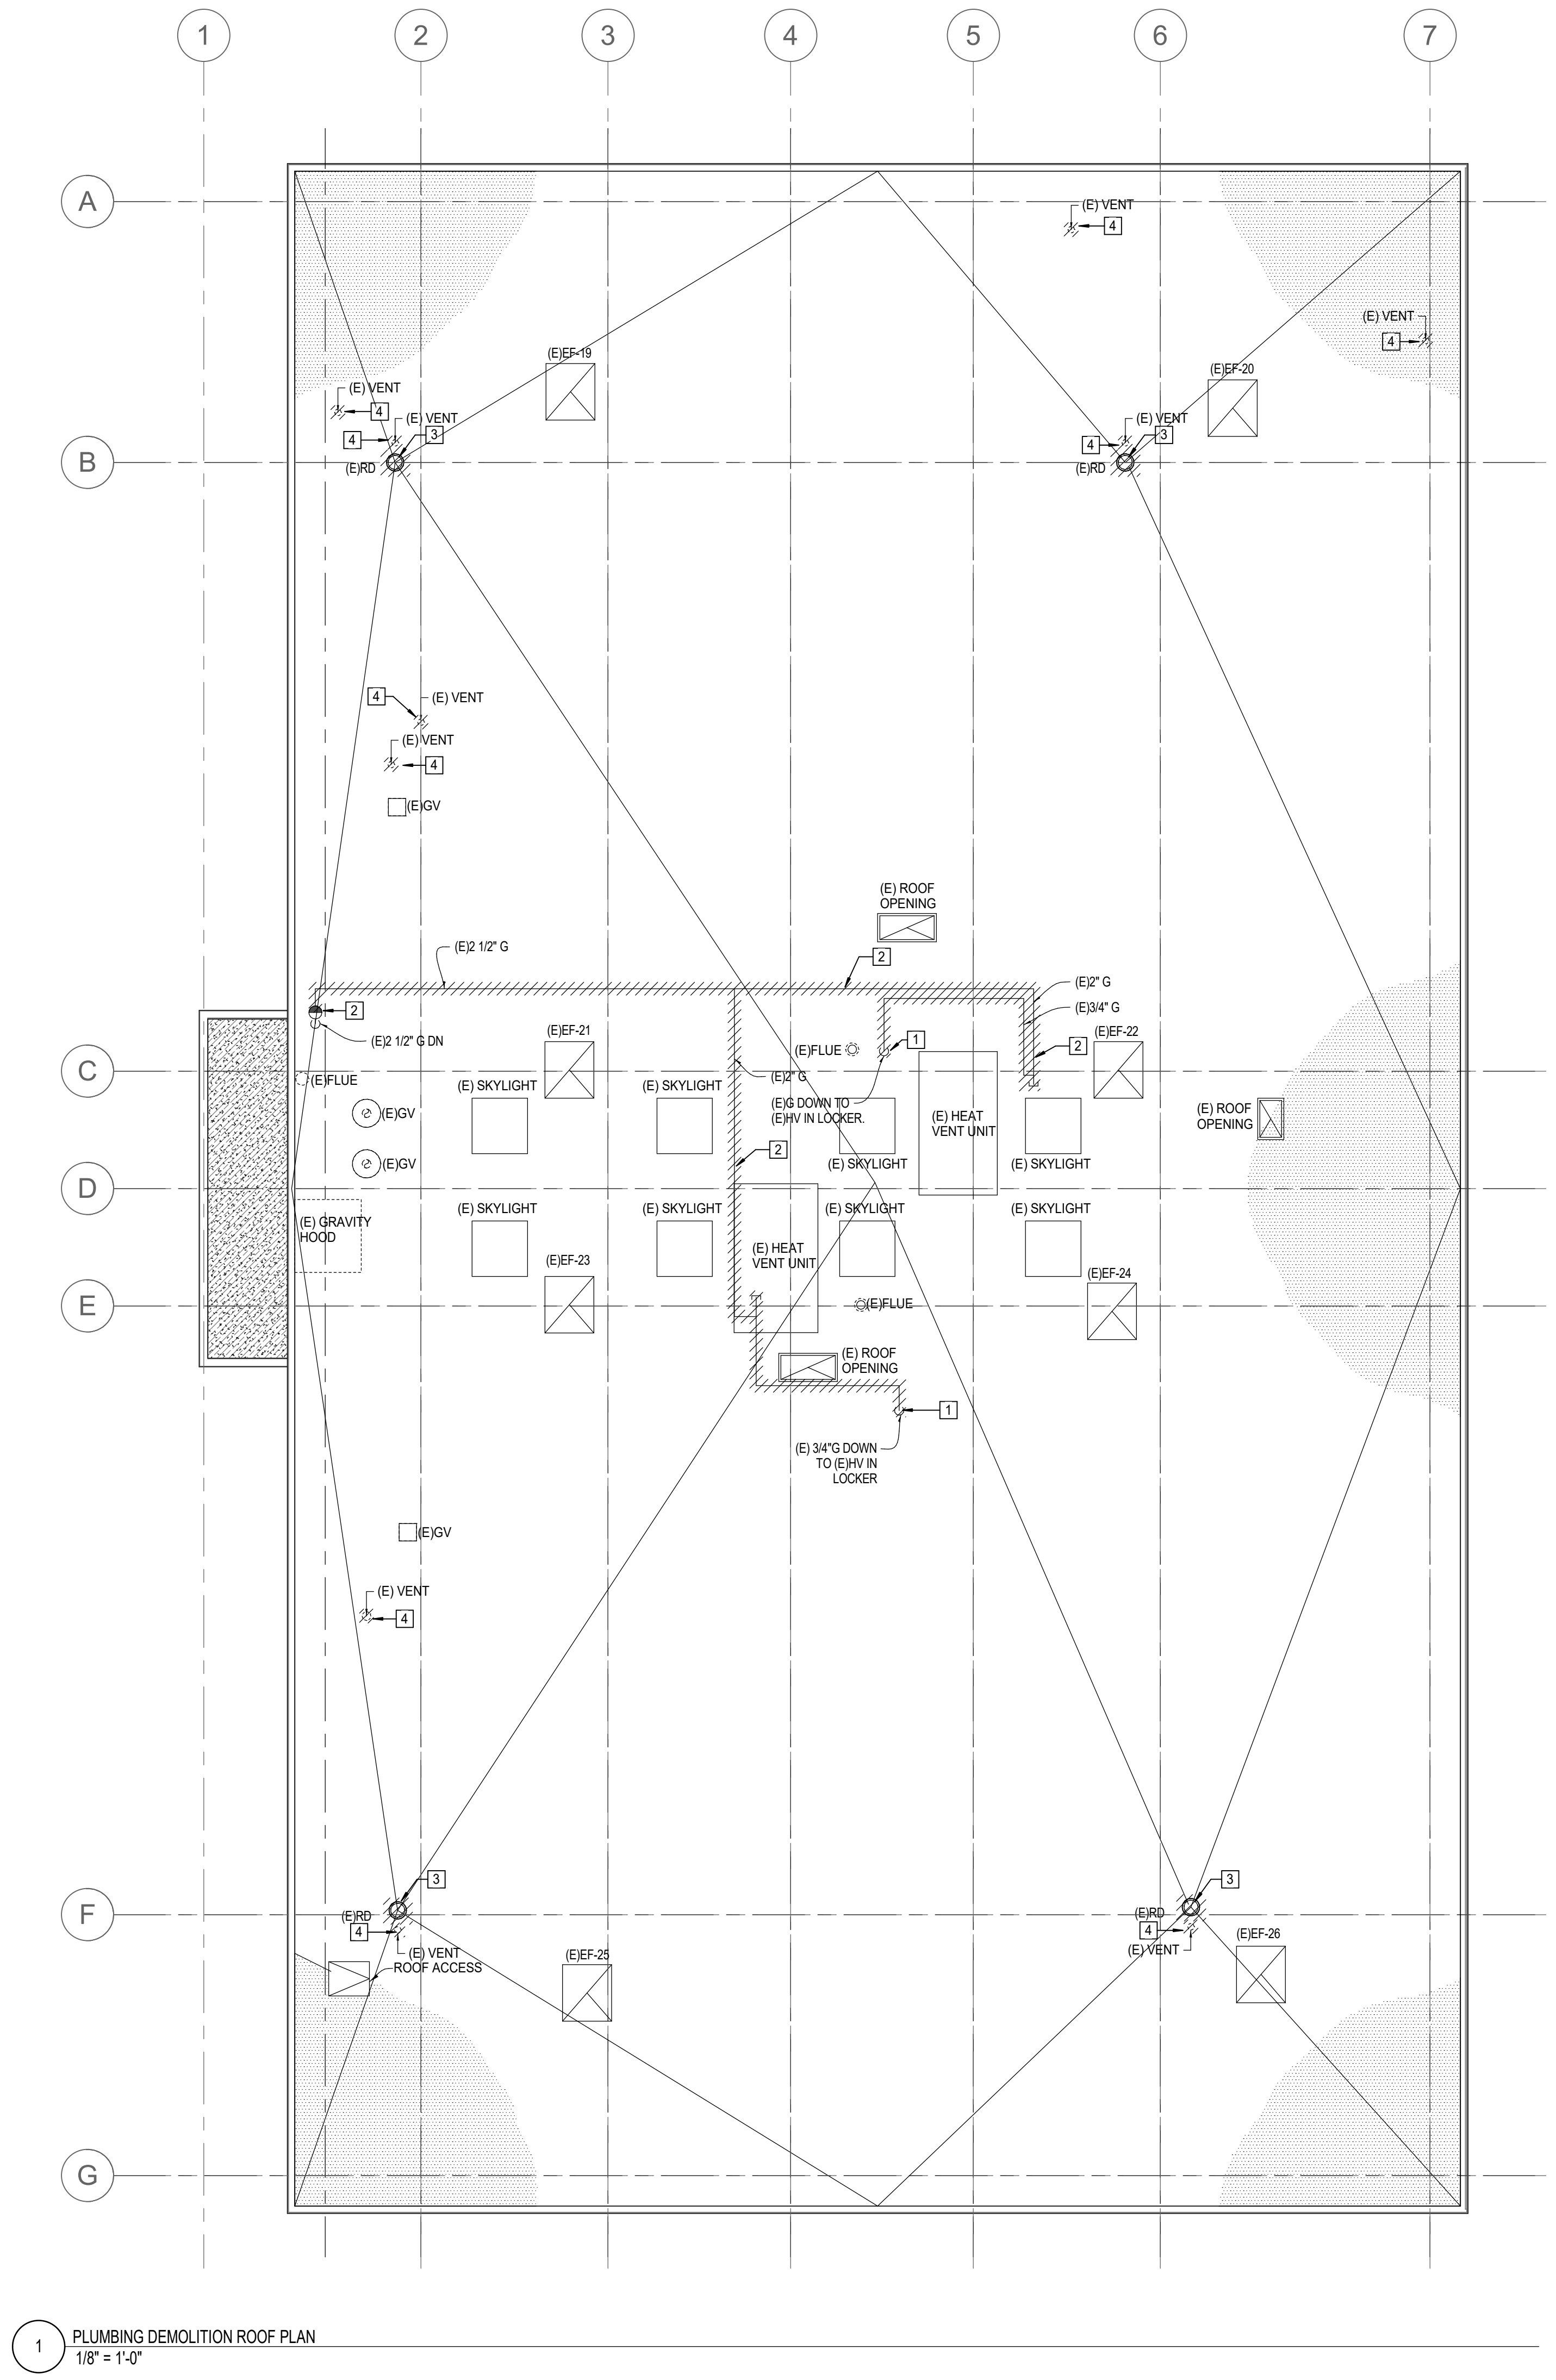 1
2
3
4
5
6
7
A
(E) VENT
4
(E) VENT
4
(E)EF-19
(E)EF-20
(E) VENT
4
(E) VENT
4
3
(E)RD
(E) VENT
4
3
(E)RD
B
4
(E) VENT
(E) VENT
4
(E)GV
(E) ROOF
OPENING
(E)2 1/2" G
2
(E)2" G
(E)3/4" G
2
(E)2 1/2" G DN
(E)EF-21
(E)FLUE
1
2
(E)EF-22
C
(E)FLUE
(E)2" G
(E) SKYLIGHT
(E) SKYLIGHT
(E)G DOWN TO
(E)HV IN LOCKER.
(E) HEAT
VENT UNIT
(E) ROOF
OPENING
(E)GV
2
(E)GV
(E) SKYLIGHT
(E) SKYLIGHT
D
(E) GRAVITY
HOOD
(E) SKYLIGHT
(E) SKYLIGHT
(E) SKYLIGHT
(E) SKYLIGHT
(E) HEAT
VENT UNIT
(E)EF-23
(E)EF-24
E
(E)FLUE
(E) ROOF
OPENING
1
(E) 3/4"G DOWN
TO (E)HV IN
LOCKER
(E)GV
(E) VENT
4
3
3
F
(E)RD
4
(E) VENT
ROOF ACCESS
(E)EF-25
(E)RD
4
(E) VENT
(E)EF-26
G
1
PLUMBING DEMOLITION ROOF PLAN
1/8" = 1'-0"